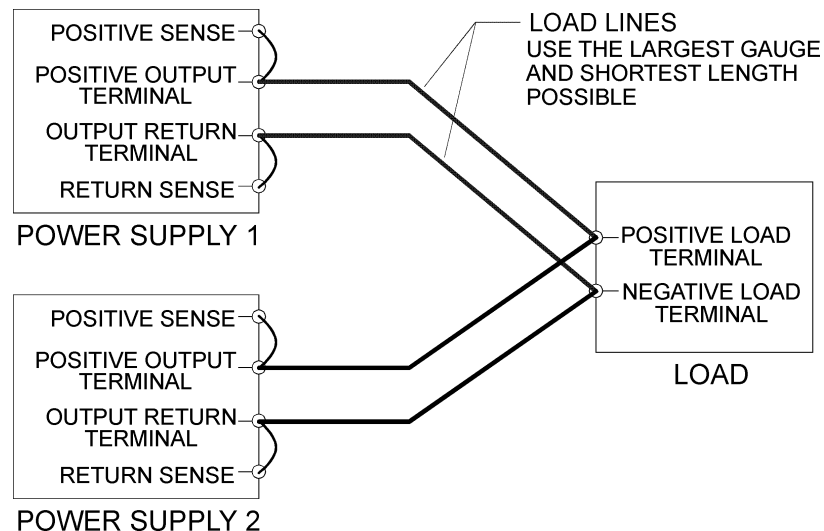 POSITIVE SENSE
POSITIVE OUTPUT
TERMINAL
OUTPUT RETURN
TERMINAL
RETURN SENSE
POWER SUPPLY 1
LOAD LINES
USE THE LARGEST GAUGE
AND SHORTEST LENGTH
POSSIBLE
POSITIVE LOAD
TERMINAL
NEGATIVE LOAD
TERMINAL
LOAD
POSITIVE SENSE
POSITIVE OUTPUT
TERMINAL
OUTPUT RETURN
TERMINAL
RETURN SENSE
POWER SUPPLY 2